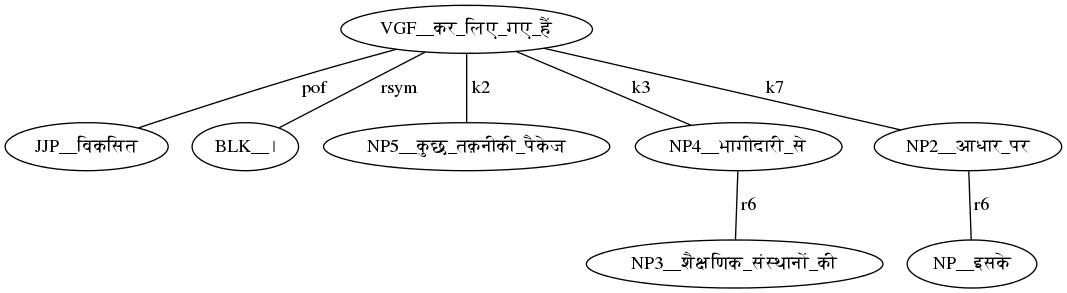 VGF__कर_लिए_गए_हैं
pof rsym k2 k3 k7
JJP__विकसित BLK__। NP5__कुछ_तक़नीकी_पैकेज NP4__भागीदारी_से NP2__आधार_पर
r6 r6
NP3__शैक्षणिक_संस्थानों_की NP__इसके